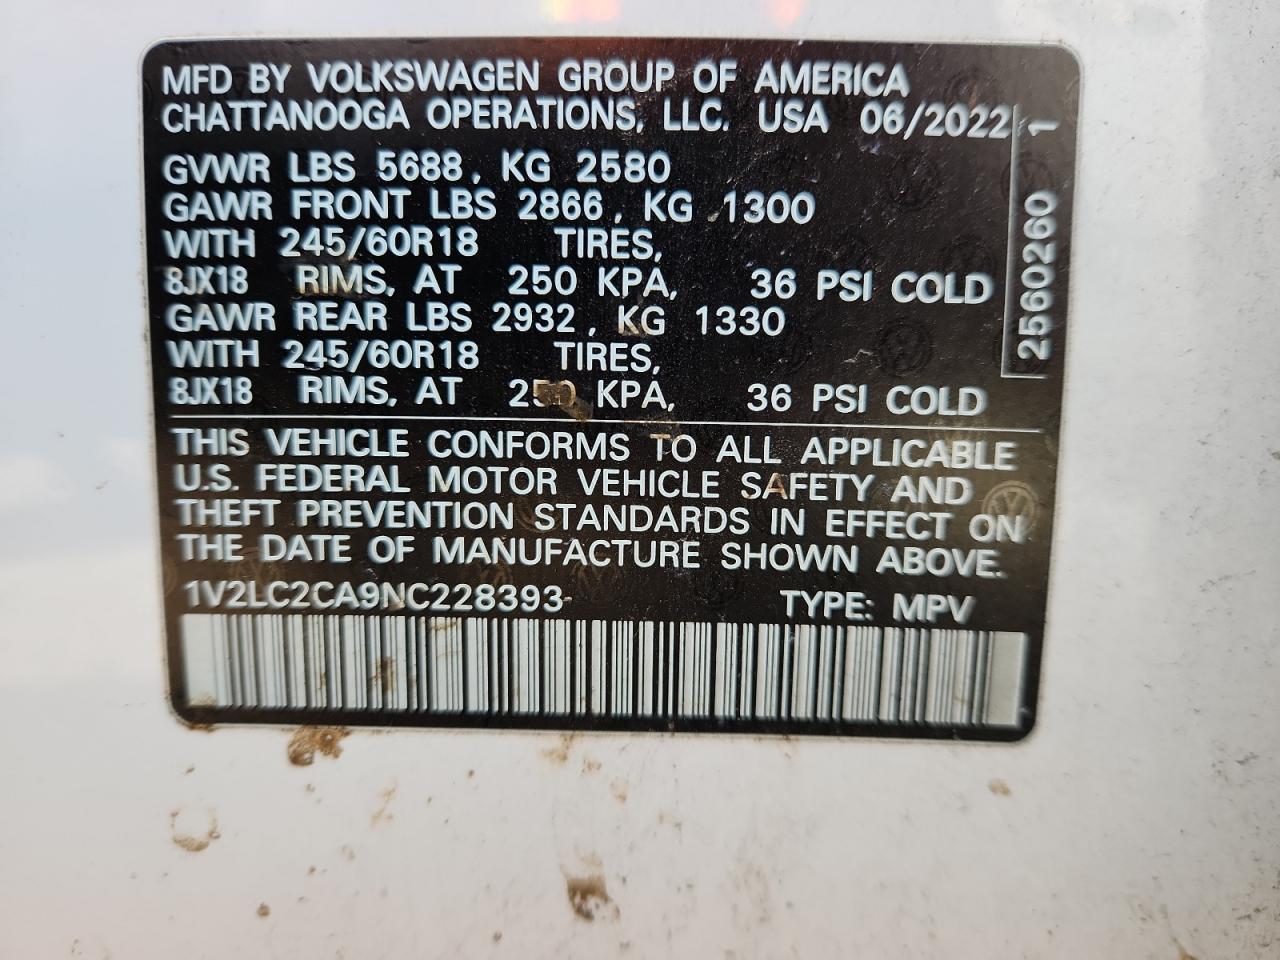 MFD BY VOLKSWAGEN GROUP OF AMERICA
CHATTANOOGA OPERATIONS, LLC. USA 06/2022
GVWR LBS 5688, KG 2580
GAWR FRONT LBS 2866, KG 1300
WITH 245/60R18 TIRES,
8JX18 RIMS, AT 250 KPA, 36 PSI COLD
GAWR REAR LBS 2932, KG 1330
WITH 245/60R18 TIRES,
8JX18 RIMS, AT 250 KPA, 36 PSI COLD
2560260 1
THIS VEHICLE CONFORMS TO ALL APPLICABLE
U.S. FEDERAL MOTOR VEHICLE SAFETY AND
THEFT PREVENTION STANDARDS IN EFFECT ON
THE DATE OF MANUFACTURE SHOWN ABOVE.
1V2LC2CA9NC228393 TYPE: MPV